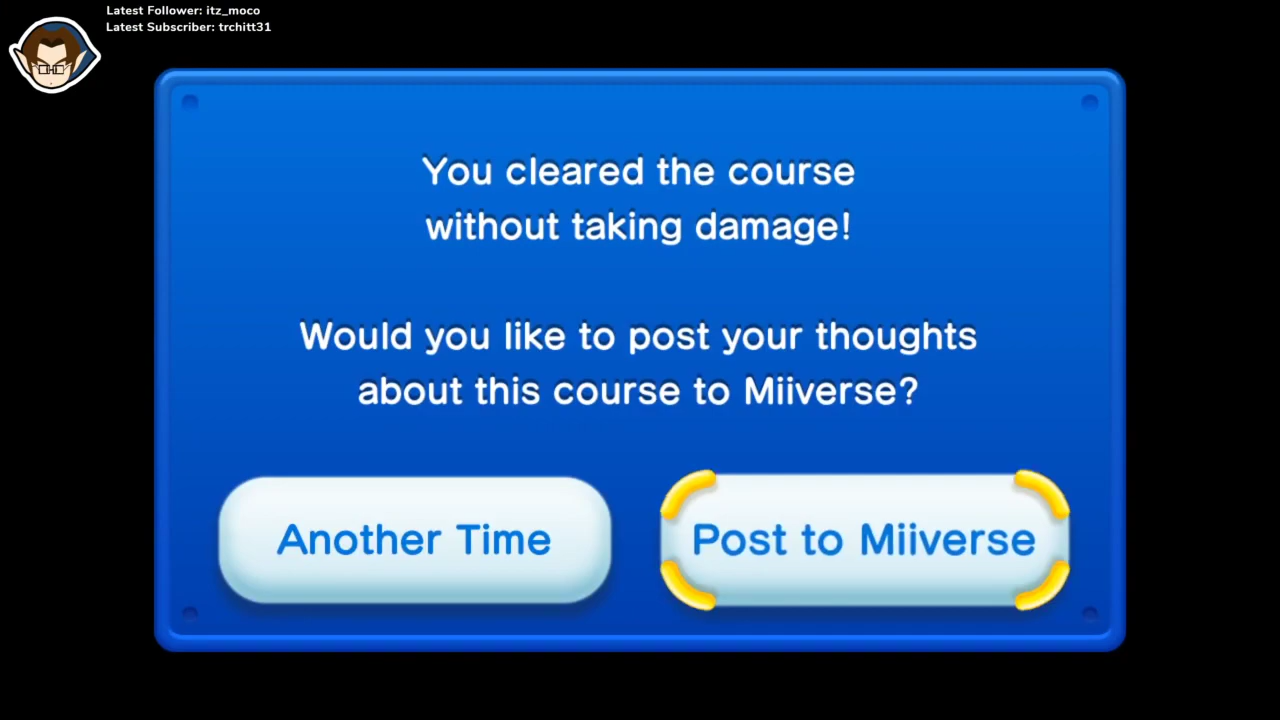 Latest Follower: itz_moco
Latest Subscriber: trchitt31
You cleared the course
without taking damage!
Would you like to post your thoughts
about this course to Miiverse?
Another Time
Post to Miiverse